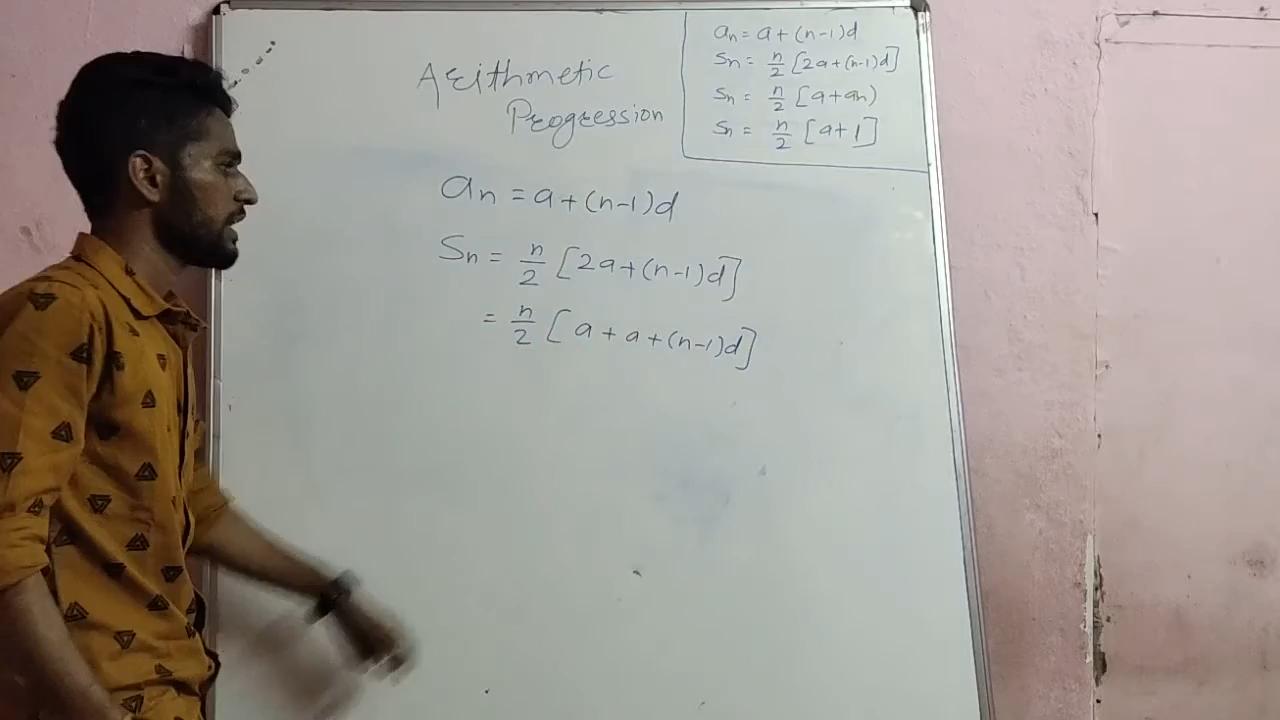 Arithmetic
Progression
an = a + (n-1)d
Sn = n/2 [2a + (n-1)d]
= n/2 [a + a + (n-1)d]
an = a + (n-1)d
Sn = n/2 [2a + (n-1)d]
Sn = n/2 [a + an)
Sn = n/2 [a + l]